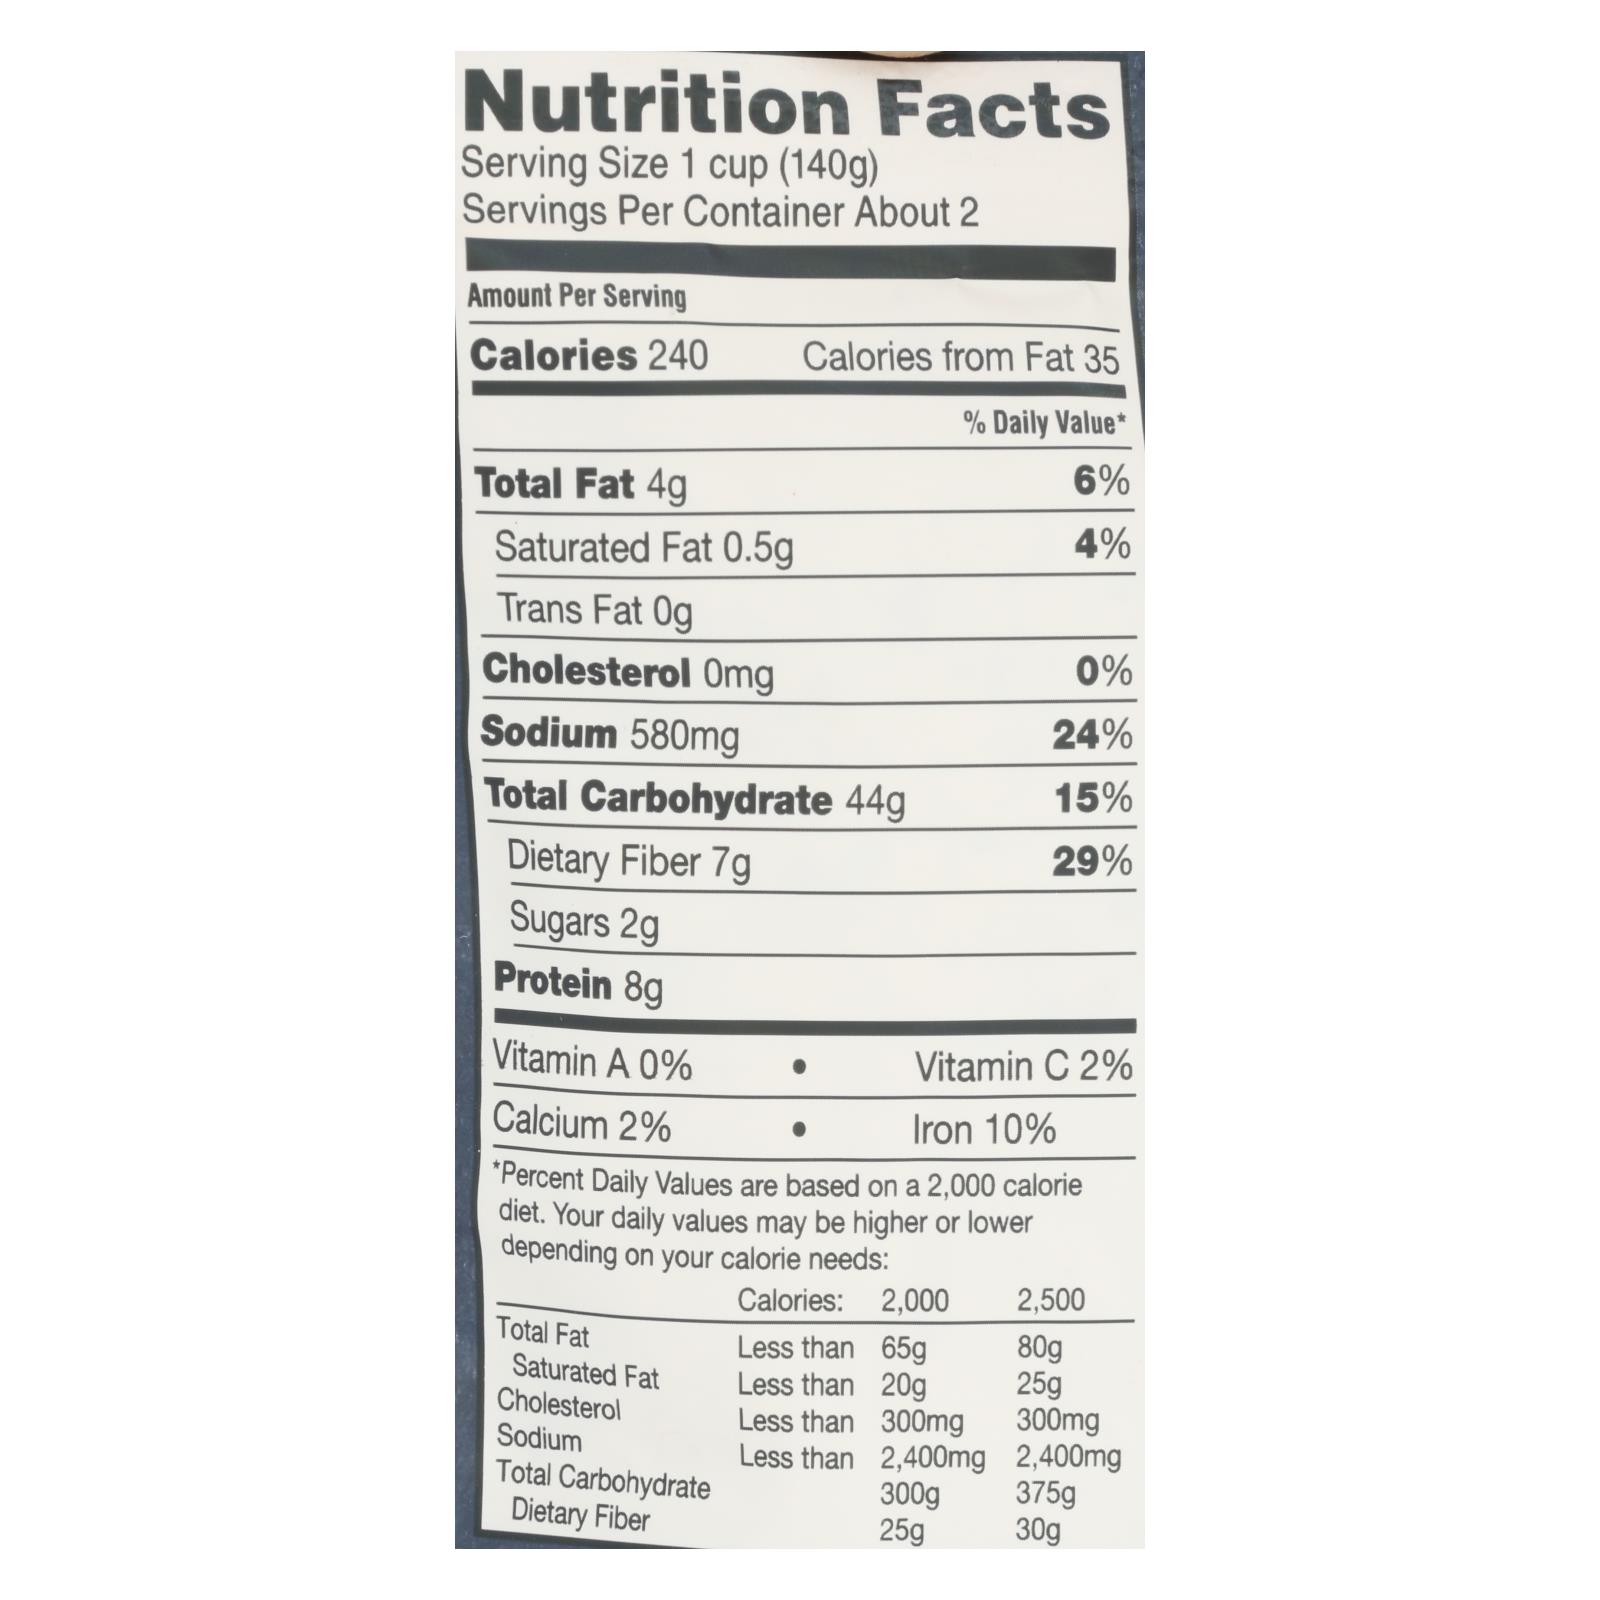 Nutrition Facts
Serving Size 1 cup (140g)
Servings Per Container About 2
Amount Per Serving
Calories 240 Calories from Fat 35
% Daily Value*
Total Fat 4g 6%
Saturated Fat 0.5g 4%
Trans Fat 0g
Cholesterol 0mg 0%
Sodium 580mg 24%
Total Carbohydrate 44g 15%
Dietary Fiber 7g 29%
Sugars 2g
Protein 8g
Vitamin A 0% • Vitamin C 2%
Calcium 2% • Iron 10%
*Percent Daily Values are based on a 2,000 calorie
diet. Your daily values may be higher or lower
depending on your calorie needs:
Calories: 2,000 2,500
Total Fat Less than 65g 80g
Saturated Fat Less than 20g 25g
Cholesterol Less than 300mg 300mg
Sodium Less than 2,400mg 2,400mg
Total Carbohydrate 300g 375g
Dietary Fiber 25g 30g